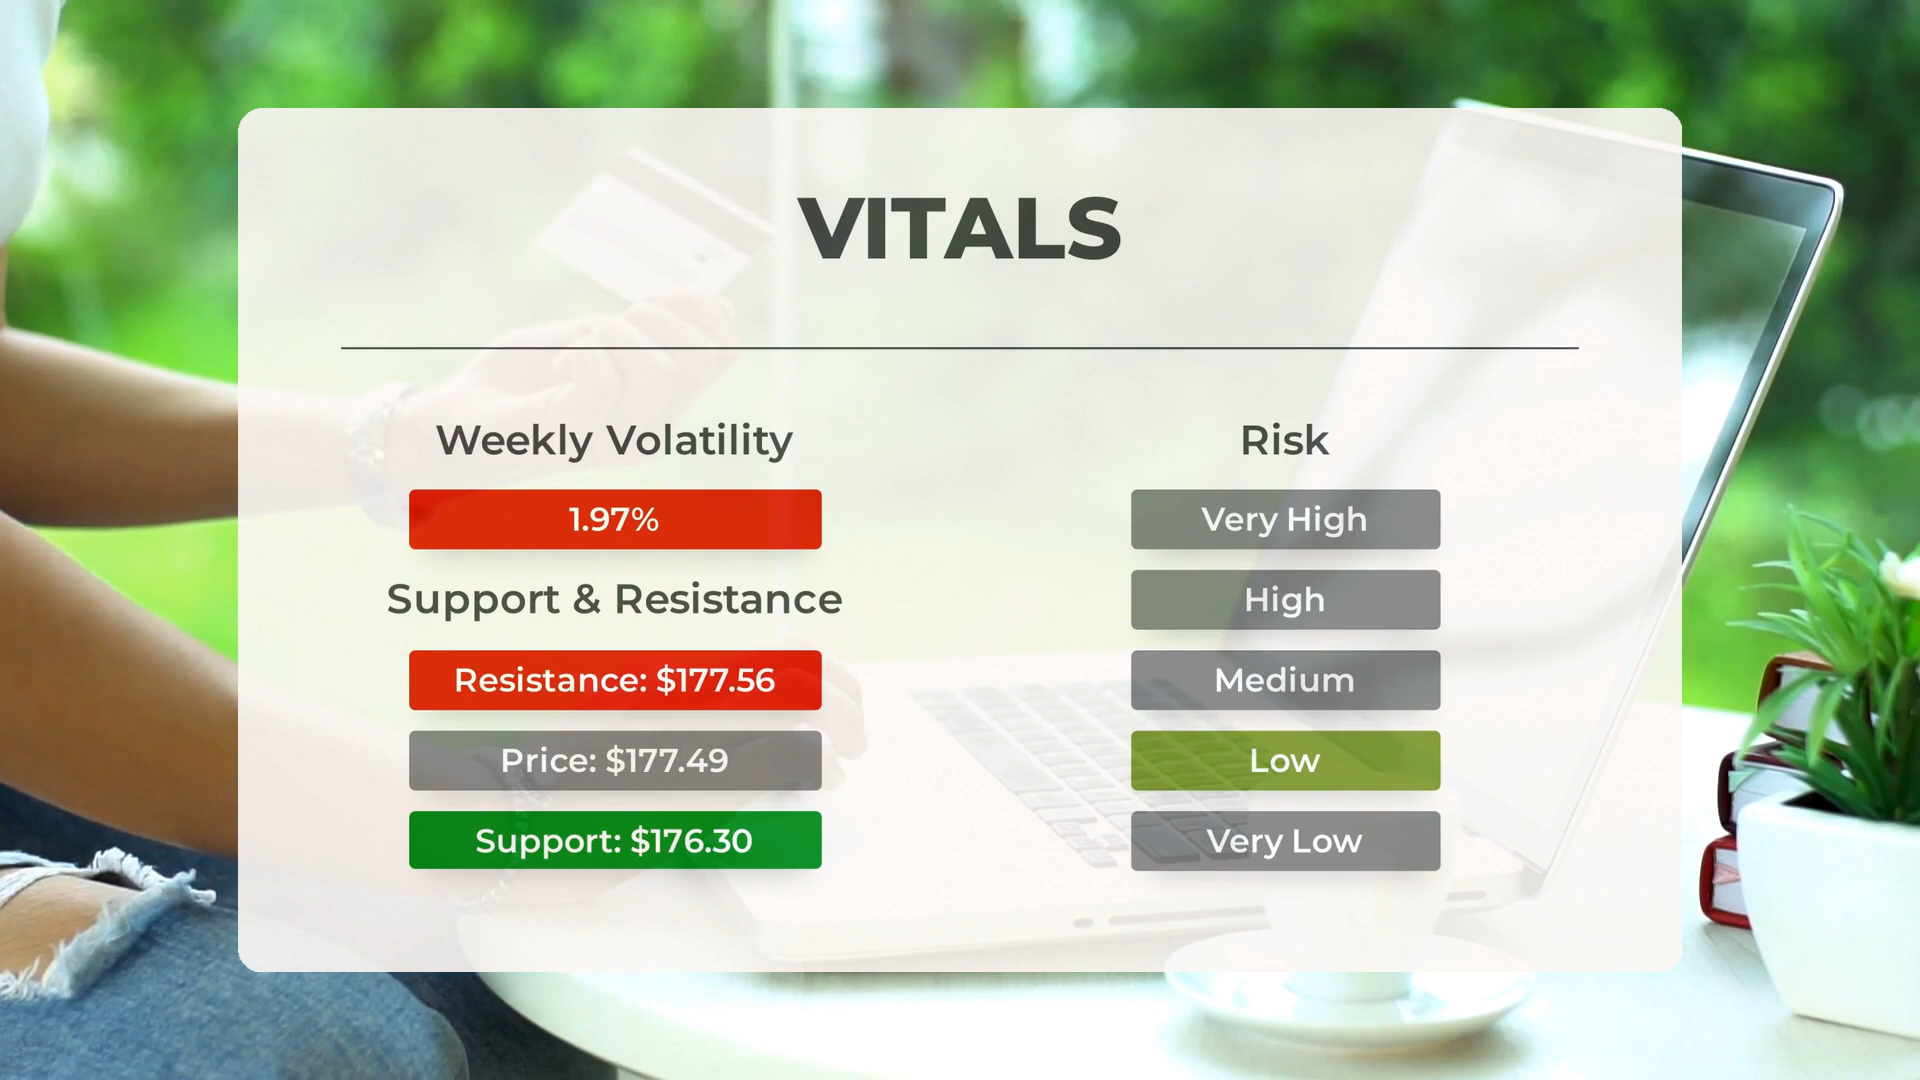 VITALS
Weekly Volatility
1.97%
Support & Resistance
Resistance: $177.56
Price: $177.49
Support: $176.30
Risk
Very High
High
Medium
Low
Very Low